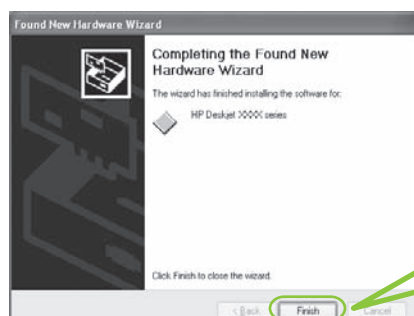 Found New Hardware Wizard
Completing the Found New
Hardware Wizard
The wizard has finished installing the software for:
HP Deskjet XXXX series
Click Finish to close the wizard.
< Back
Finish
Cancel